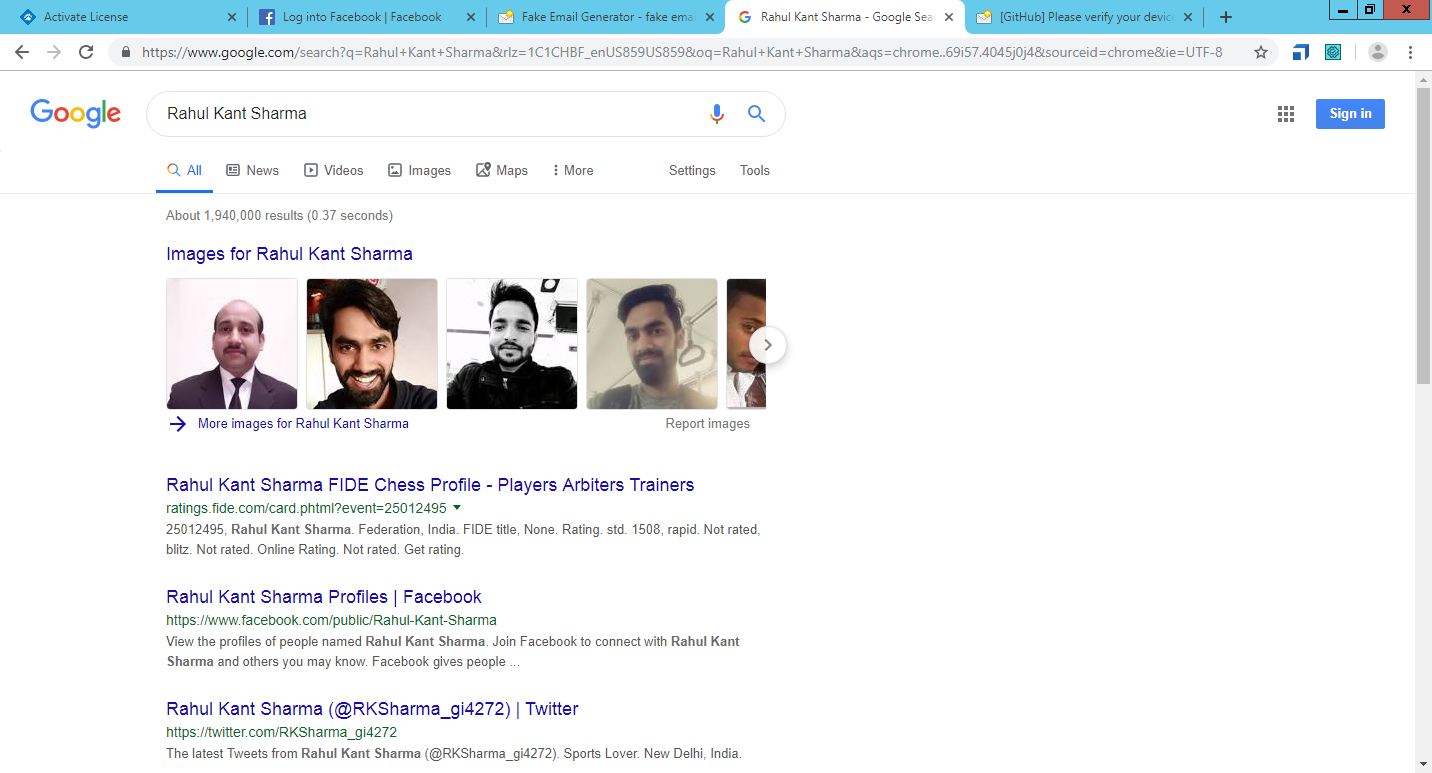 Activate License
Log into Facebook | Facebook
Fake Email Generator - fake emai
Rahul Kant Sharma - Google Sea
[GitHub] Please verify your device
https://www.google.com/search?q=Rahul+Kant+Sharma&rlz=1C1CHBF_enUS859US859&oq=Rahul+Kant+Sharma&aqs=chrome..69i57.4045j0j4&sourceid=chrome&ie=UTF-8
Google
Rahul Kant Sharma
Sign in
All
News
Videos
Images
Maps
More
Settings
Tools
About 1,940,000 results (0.37 seconds)
Images for Rahul Kant Sharma
More images for Rahul Kant Sharma
Report images
Rahul Kant Sharma FIDE Chess Profile - Players Arbiters Trainers
ratings.fide.com/card.phtml?event=25012495
25012495, Rahul Kant Sharma. Federation, India. FIDE title, None. Rating. std. 1508, rapid. Not rated,
blitz. Not rated. Online Rating. Not rated. Get rating.
Rahul Kant Sharma Profiles | Facebook
https://www.facebook.com/public/Rahul-Kant-Sharma
View the profiles of people named Rahul Kant Sharma. Join Facebook to connect with Rahul Kant
Sharma and others you may know. Facebook gives people ...
Rahul Kant Sharma (@RKSharma_gi4272) | Twitter
https://twitter.com/RKSharma_gi4272
The latest Tweets from Rahul Kant Sharma (@RKSharma_gi4272). Sports Lover. New Delhi, India.